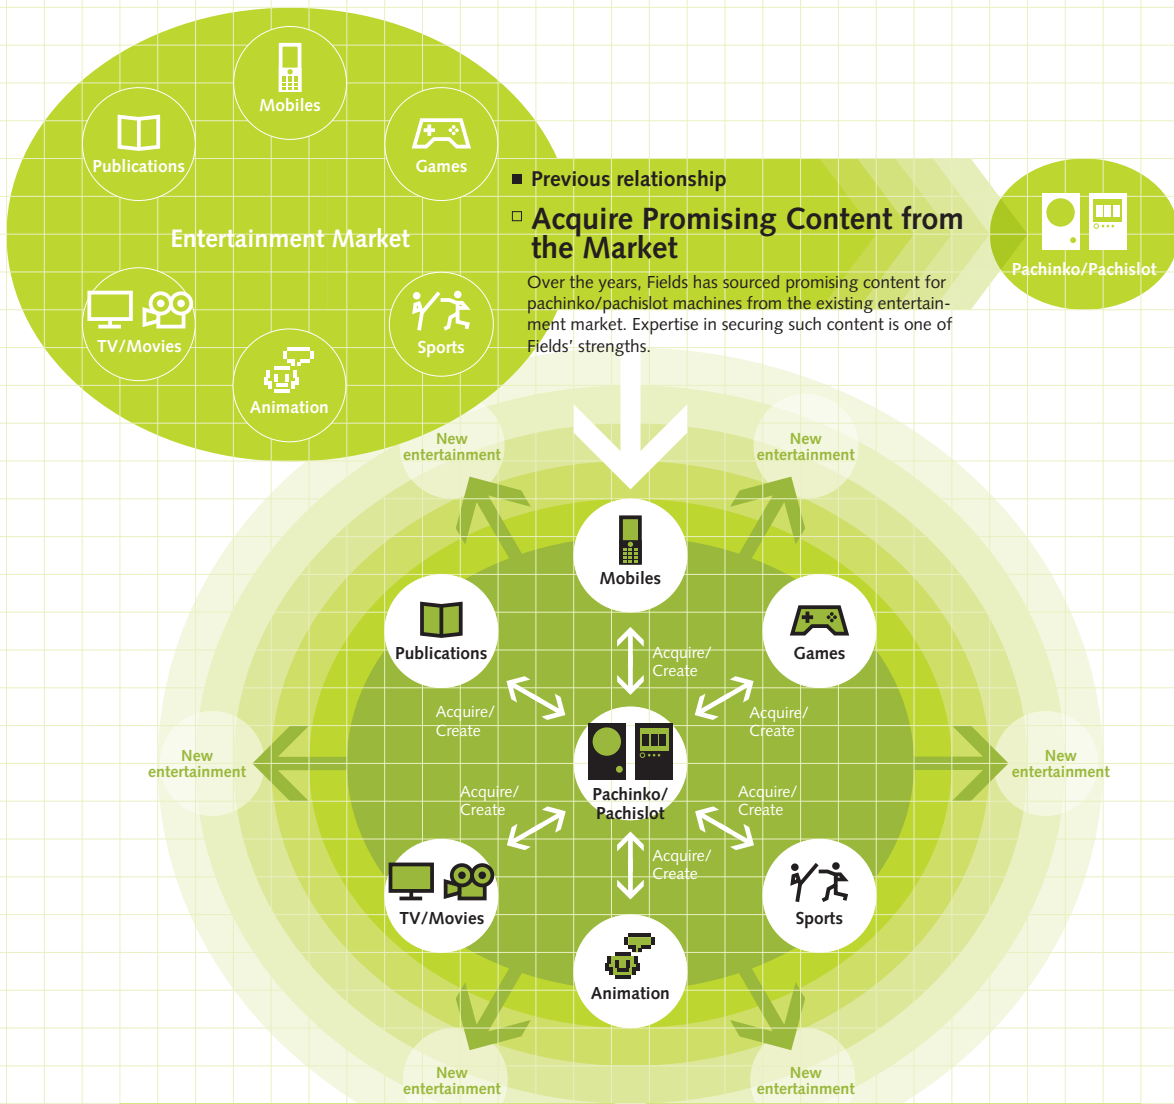 Mobiles
Publications
Games
Entertainment Market
TV/Movies
Sports
Animation
Previous relationship
Acquire Promising Content from
the Market
Over the years, Fields has sourced promising content for
pachinko/pachislot machines from the existing entertain-
ment market. Expertise in securing such content is one of
Fields’ strengths.
Pachinko/Pachislot
New
entertainment
New
entertainment
Mobiles
Publications
Games
Acquire/
Create
Acquire/
Create
Acquire/
Create
New
entertainment
Pachinko/
Pachislot
New
entertainment
Acquire/
Create
Acquire/
Create
Acquire/
Create
TV/Movies
Sports
Animation
New
entertainment
New
entertainment